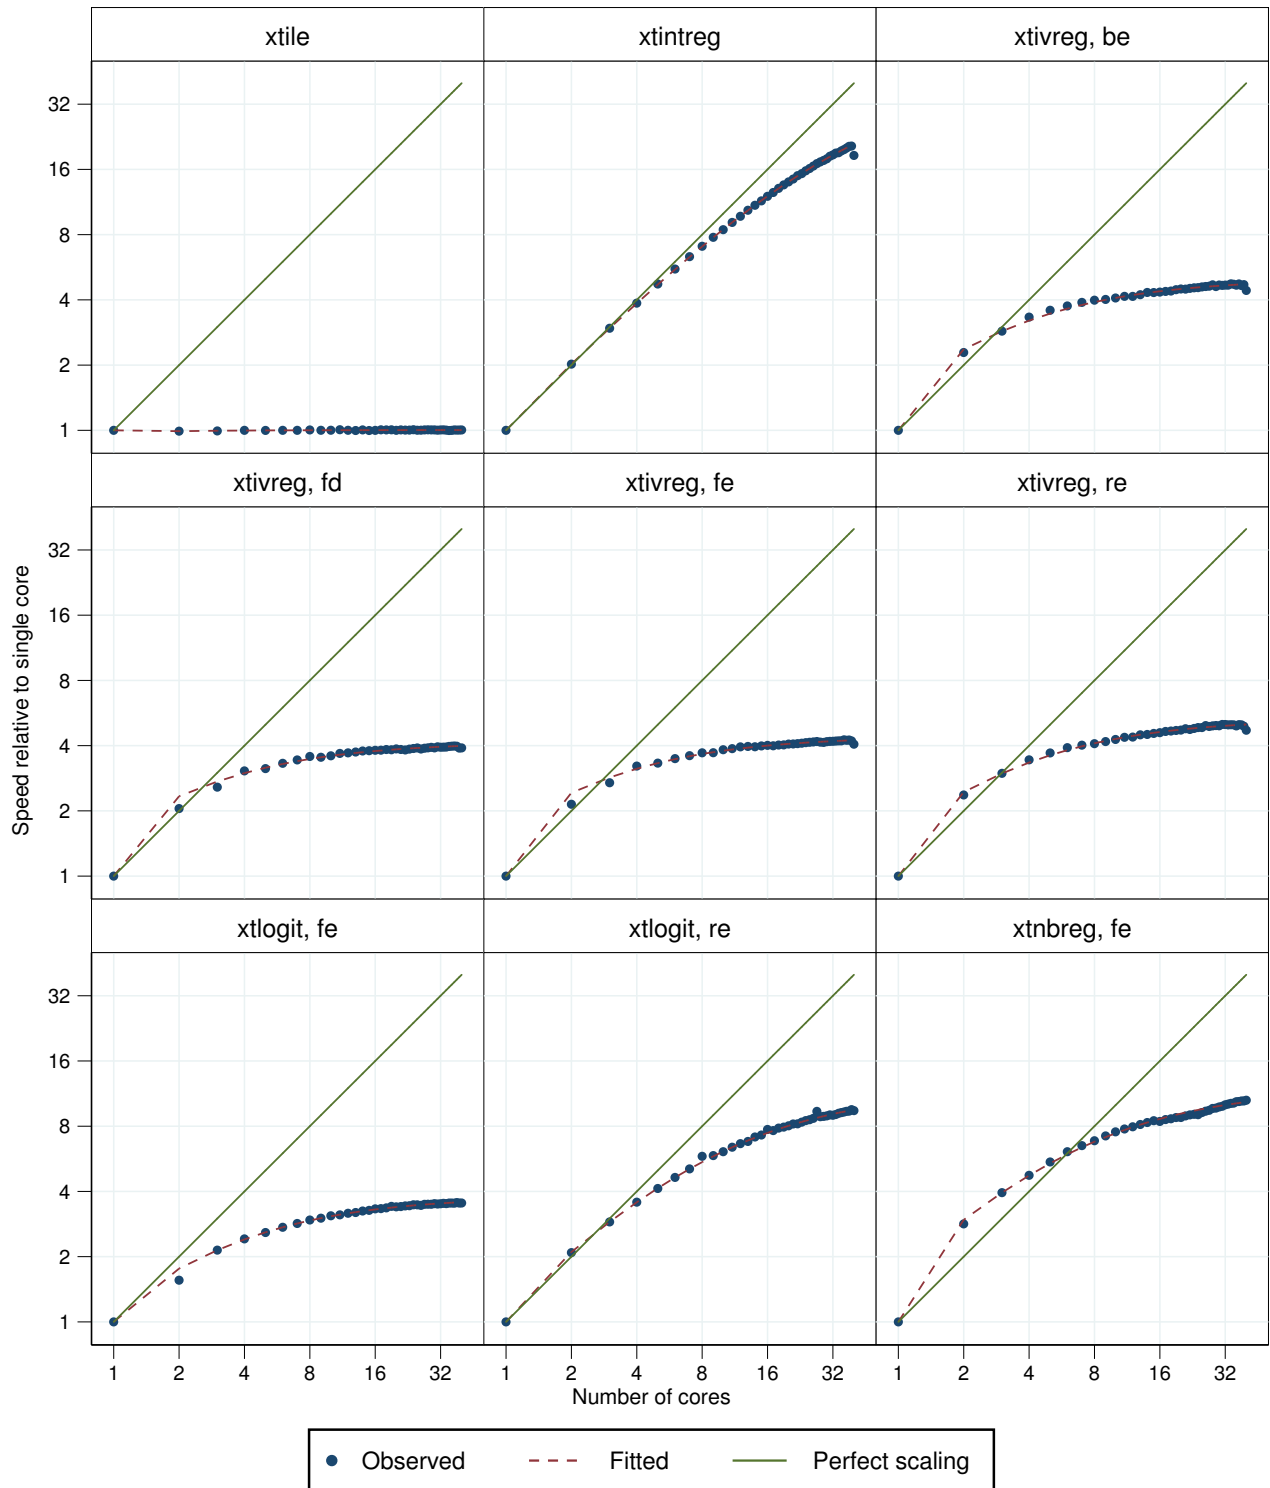 xtile xtintreg xtivreg, be
32
16
8
4
2
1
xtivreg, fd xtivreg, fe xtivreg, re
32
16
8
4
2
1
Speed relative to single core
xtlogit, fe xtlogit, re xtnbreg, fe
32
16
8
4
2
1
1 2 4 8 16 32 1 2 4 8 16 32 1 2 4 8 16 32
Number of cores
Observed Fitted Perfect scaling